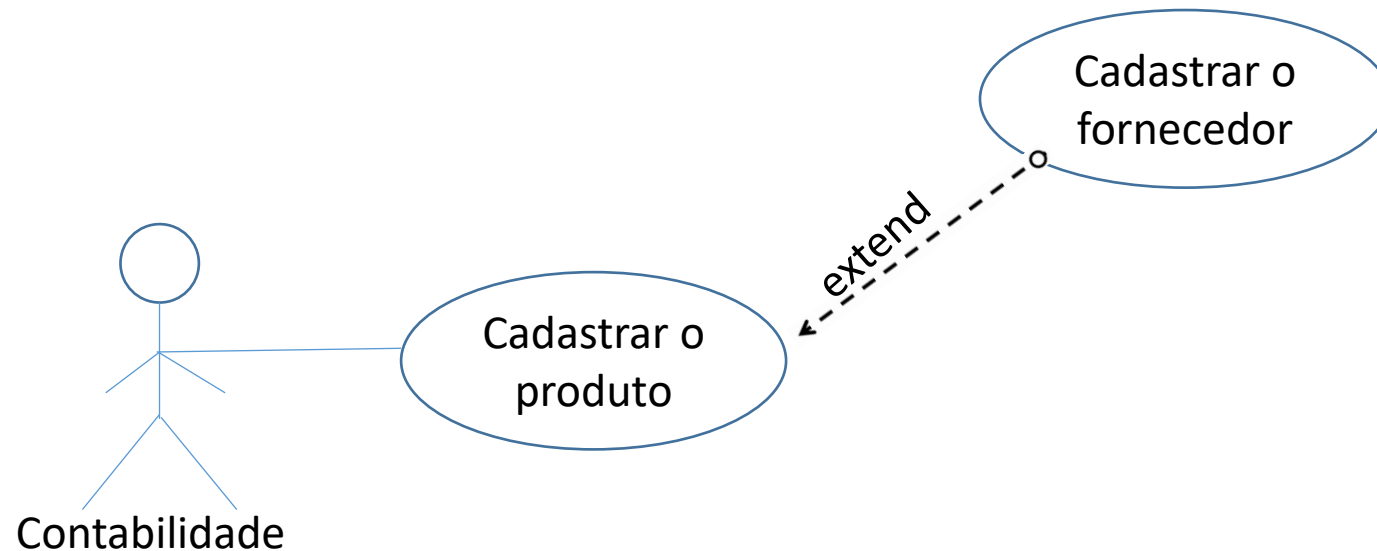 Cadastrar o
fornecedor
extend
Cadastrar o
produto
Contabilidade